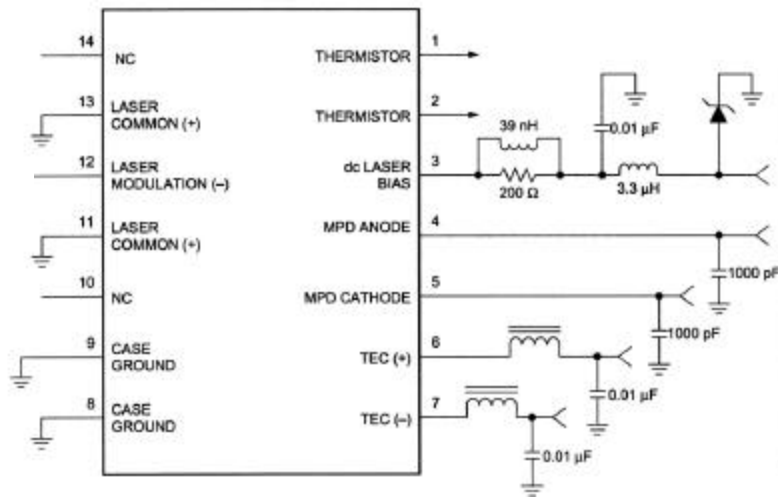 14
NC
THERMISTOR
1
13
LASER
COMMON (+)
THERMISTOR
2
39 nH
0.01 µF
12
LASER
MODULATION (–)
dc LASER
BIAS
3
200 Ω
3.3 µH
11
LASER
COMMON (+)
MPD ANODE
4
1000 pF
10
NC
MPD CATHODE
5
1000 pF
9
CASE
GROUND
TEC (+)
6
0.01 µF
8
CASE
GROUND
TEC (–)
7
0.01 µF